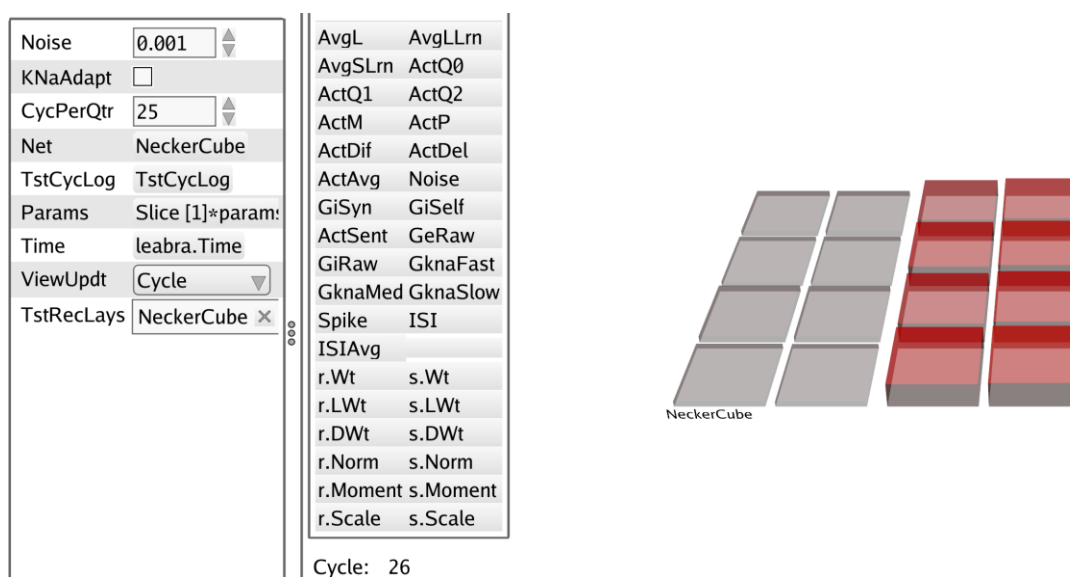 Noise 0.001
KNaAdapt
CycPerQtr 25
Net NeckerCube
TstCycLog TstCycLog
Params Slice [1]*params
Time leabra.Time
ViewUpdt Cycle
TstRecLays NeckerCube ×
AvgL AvgLLrn
AvgSLrn ActQ0
ActQ1 ActQ2
ActM ActP
ActDif ActDel
ActAvg Noise
GiSyn GiSelf
ActSent GeRaw
GiRaw GknaFast
GknaMed GknaSlow
Spike ISI
ISIAvg
r.Wt s.Wt
r.LWt s.LWt
r.DWt s.DWt
r.Norm s.Norm
r.Moment s.Moment
r.Scale s.Scale
Cycle: 26
NeckerCube